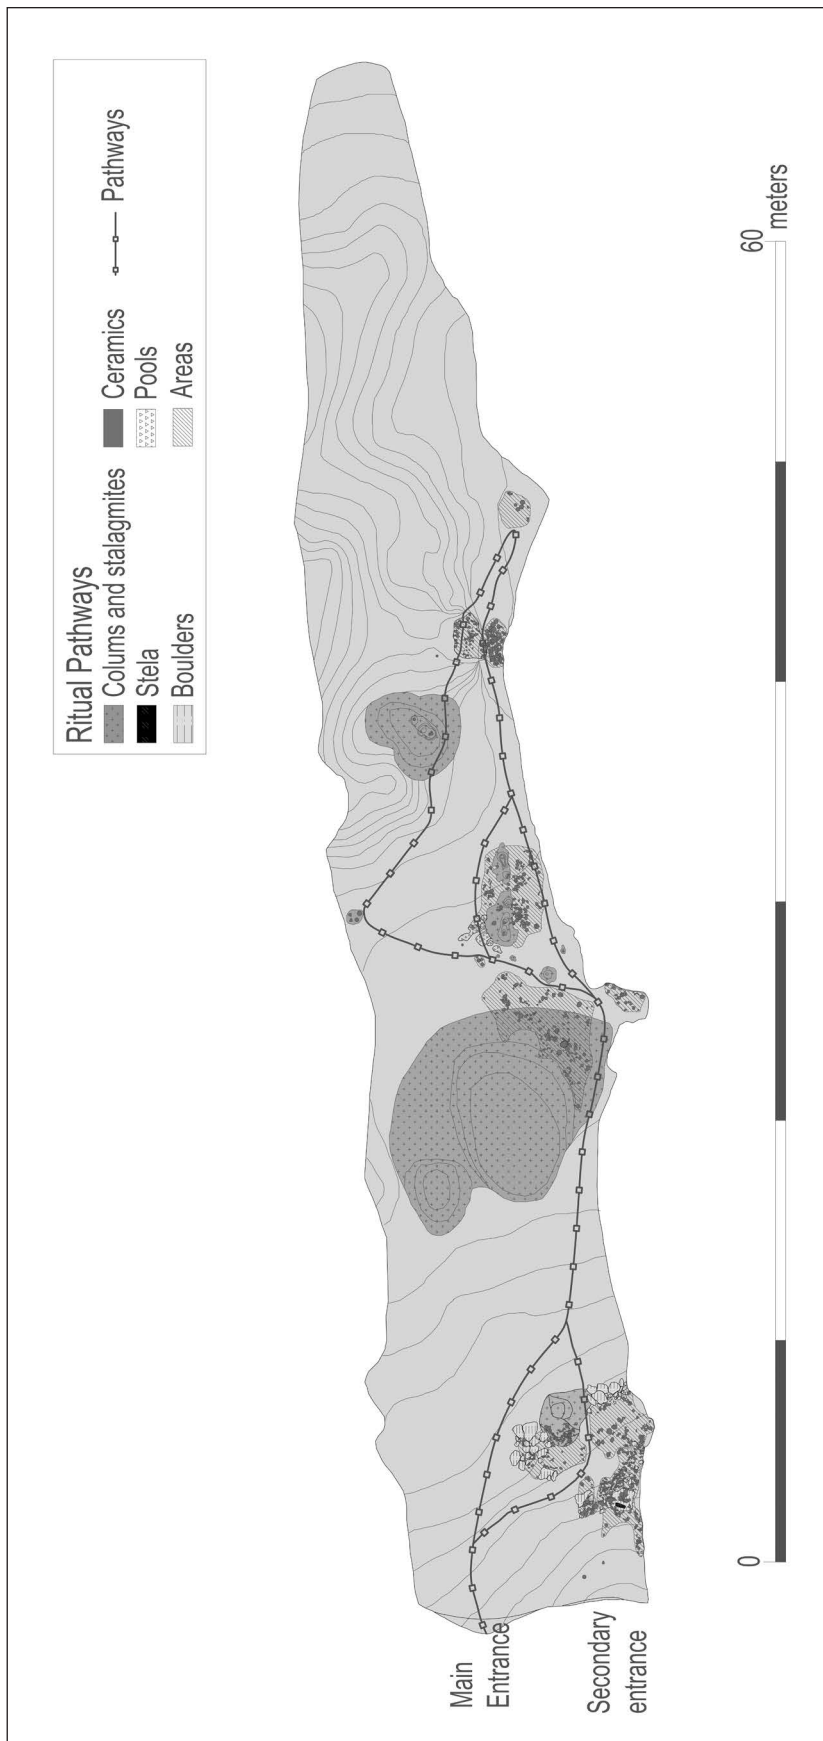 Ritual Pathways
Colums and stalagmites
Stela
Boulders
Ceramics
Pools
Areas
Pathways
Main
Entrance
Secondary
entrance
0
60
meters